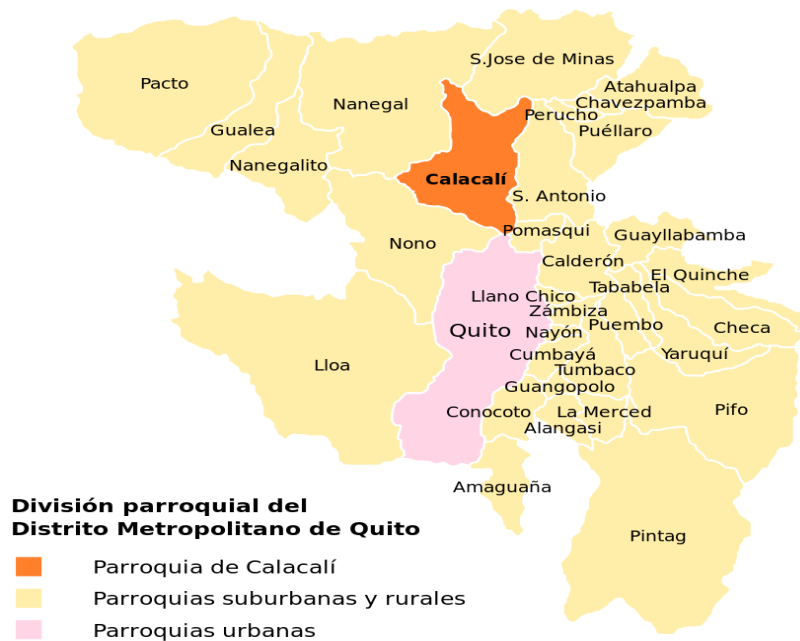 S.Jose de Minas
Pacto
Atahualpa
Nanegal
Chavezpamba
Perucho
Gualea
Puéllaro
Nanegalito
Calacalí
S. Antonio
Pomasqui
Guayllabamba
Nono
Calderón
El Quinche
Tababela
Llano Chico
Zámbiza
Puembo
Checa
Quito
Nayón
Cumbayá
Yaruquí
Lloa
Tumbaco
Guangopolo
Conocoto
La Merced
Pifo
Alangasi
Amaguaña
Pintag
División parroquial del
Distrito Metropolitano de Quito
Parroquia de Calacalí
Parroquias suburbanas y rurales
Parroquias urbanas